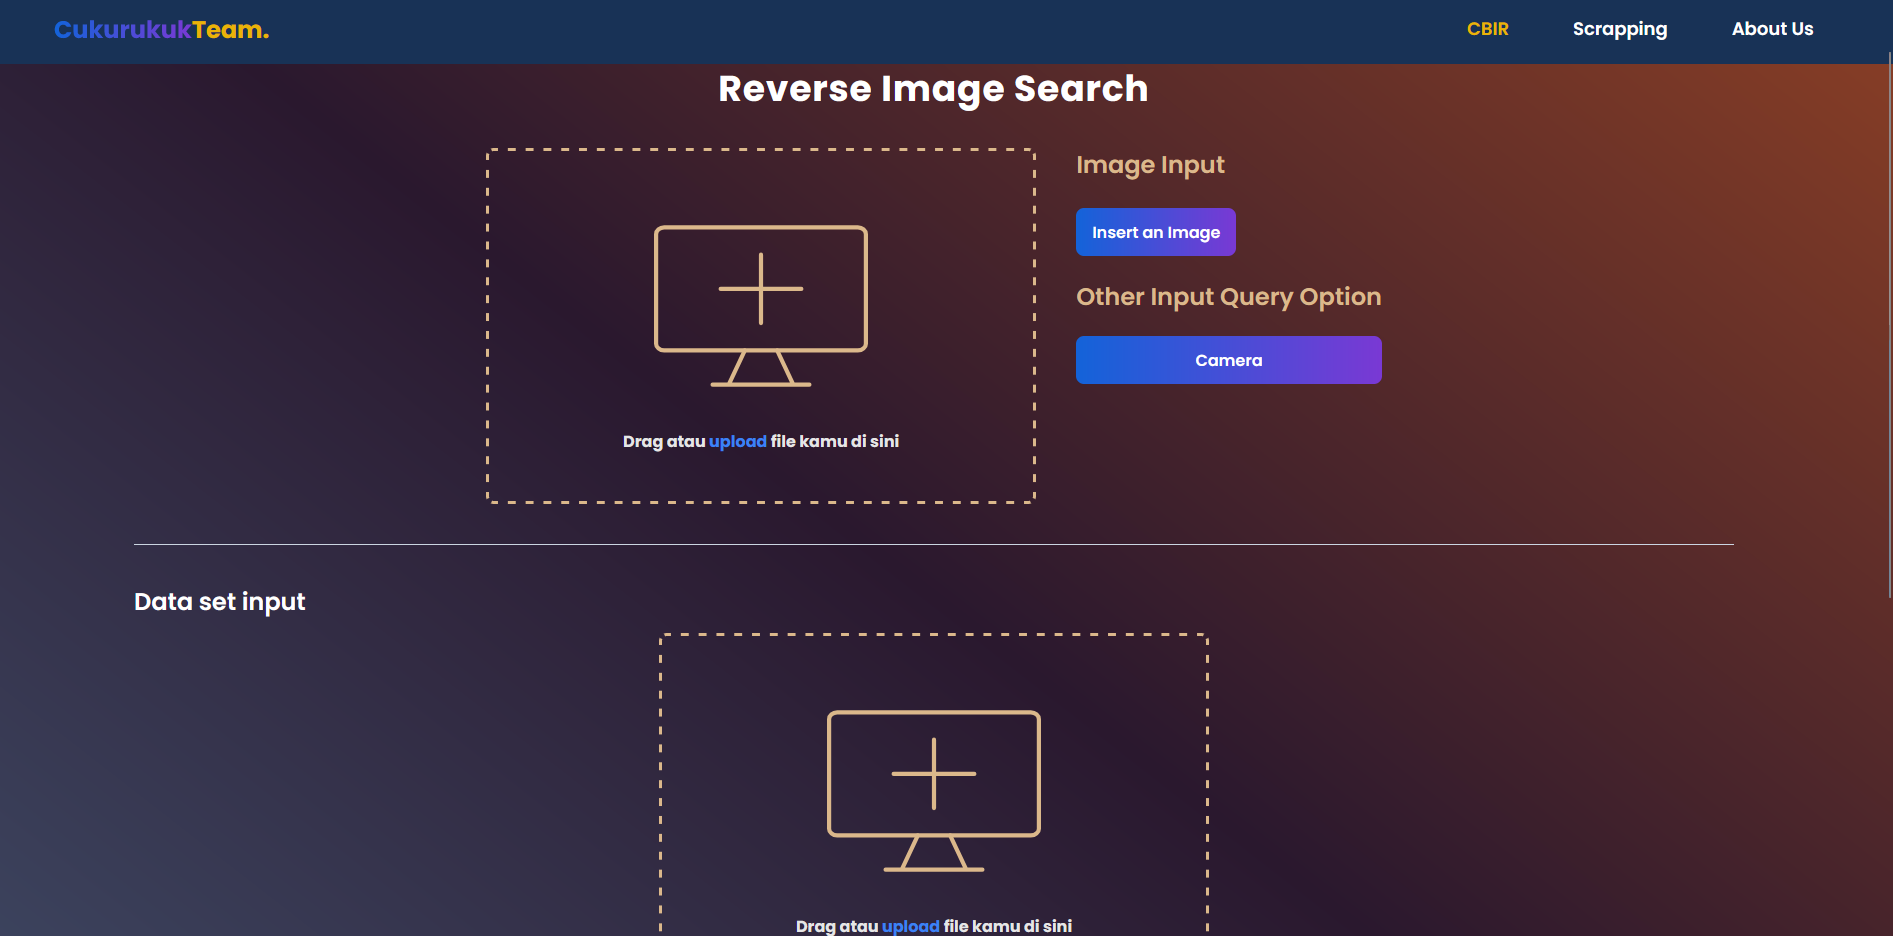 CukurukukTeam.
CBIR
Scrapping
About Us
Reverse Image Search
Drag atau upload file kamu di sini
Image Input
Insert an Image
Other Input Query Option
Camera
Data set input
Drag atau upload file kamu di sini